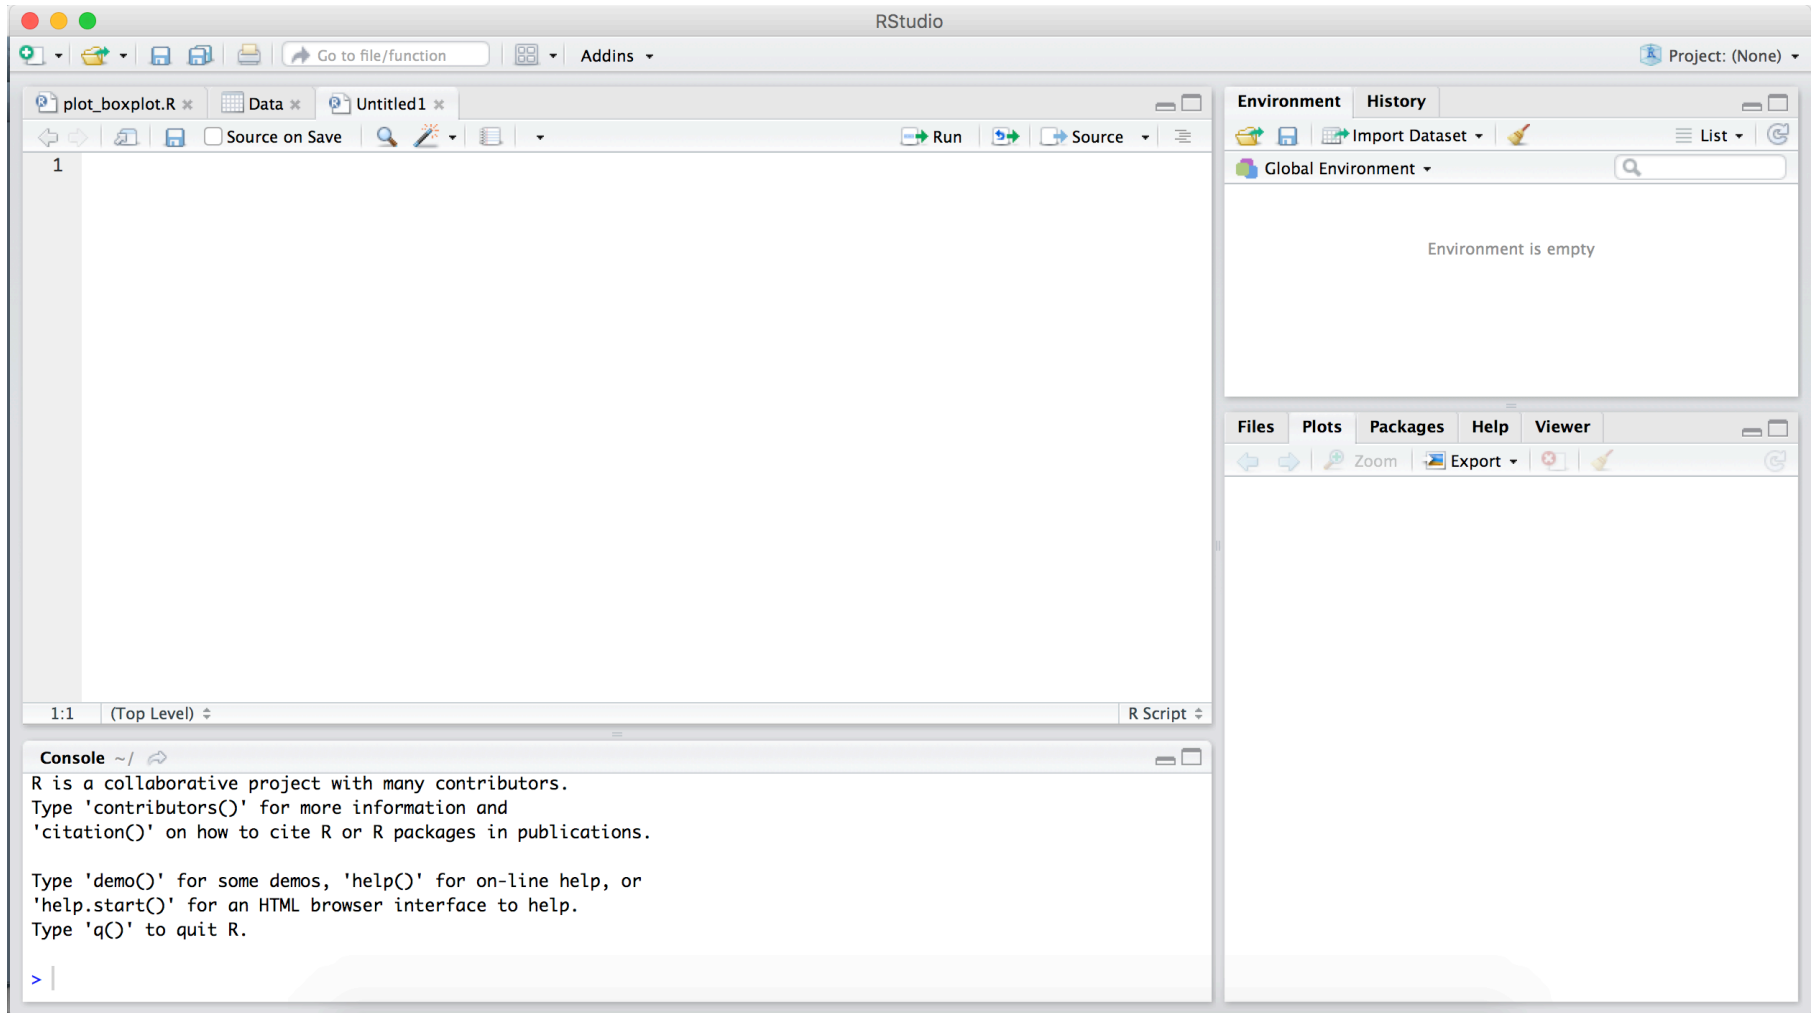 RStudio
Go to file/function
Addins
Project: (None)
plot_boxplot.R
Data
Untitled1
Source on Save
Run
Source
1
1:1
(Top Level)
R Script
Console ~/
R is a collaborative project with many contributors.
Type 'contributors()' for more information and
'citation()' on how to cite R or R packages in publications.
Type 'demo()' for some demos, 'help()' for on-line help, or
'help.start()' for an HTML browser interface to help.
Type 'q()' to quit R.
>
Environment
History
Import Dataset
List
Global Environment
Environment is empty
Files
Plots
Packages
Help
Viewer
Zoom
Export